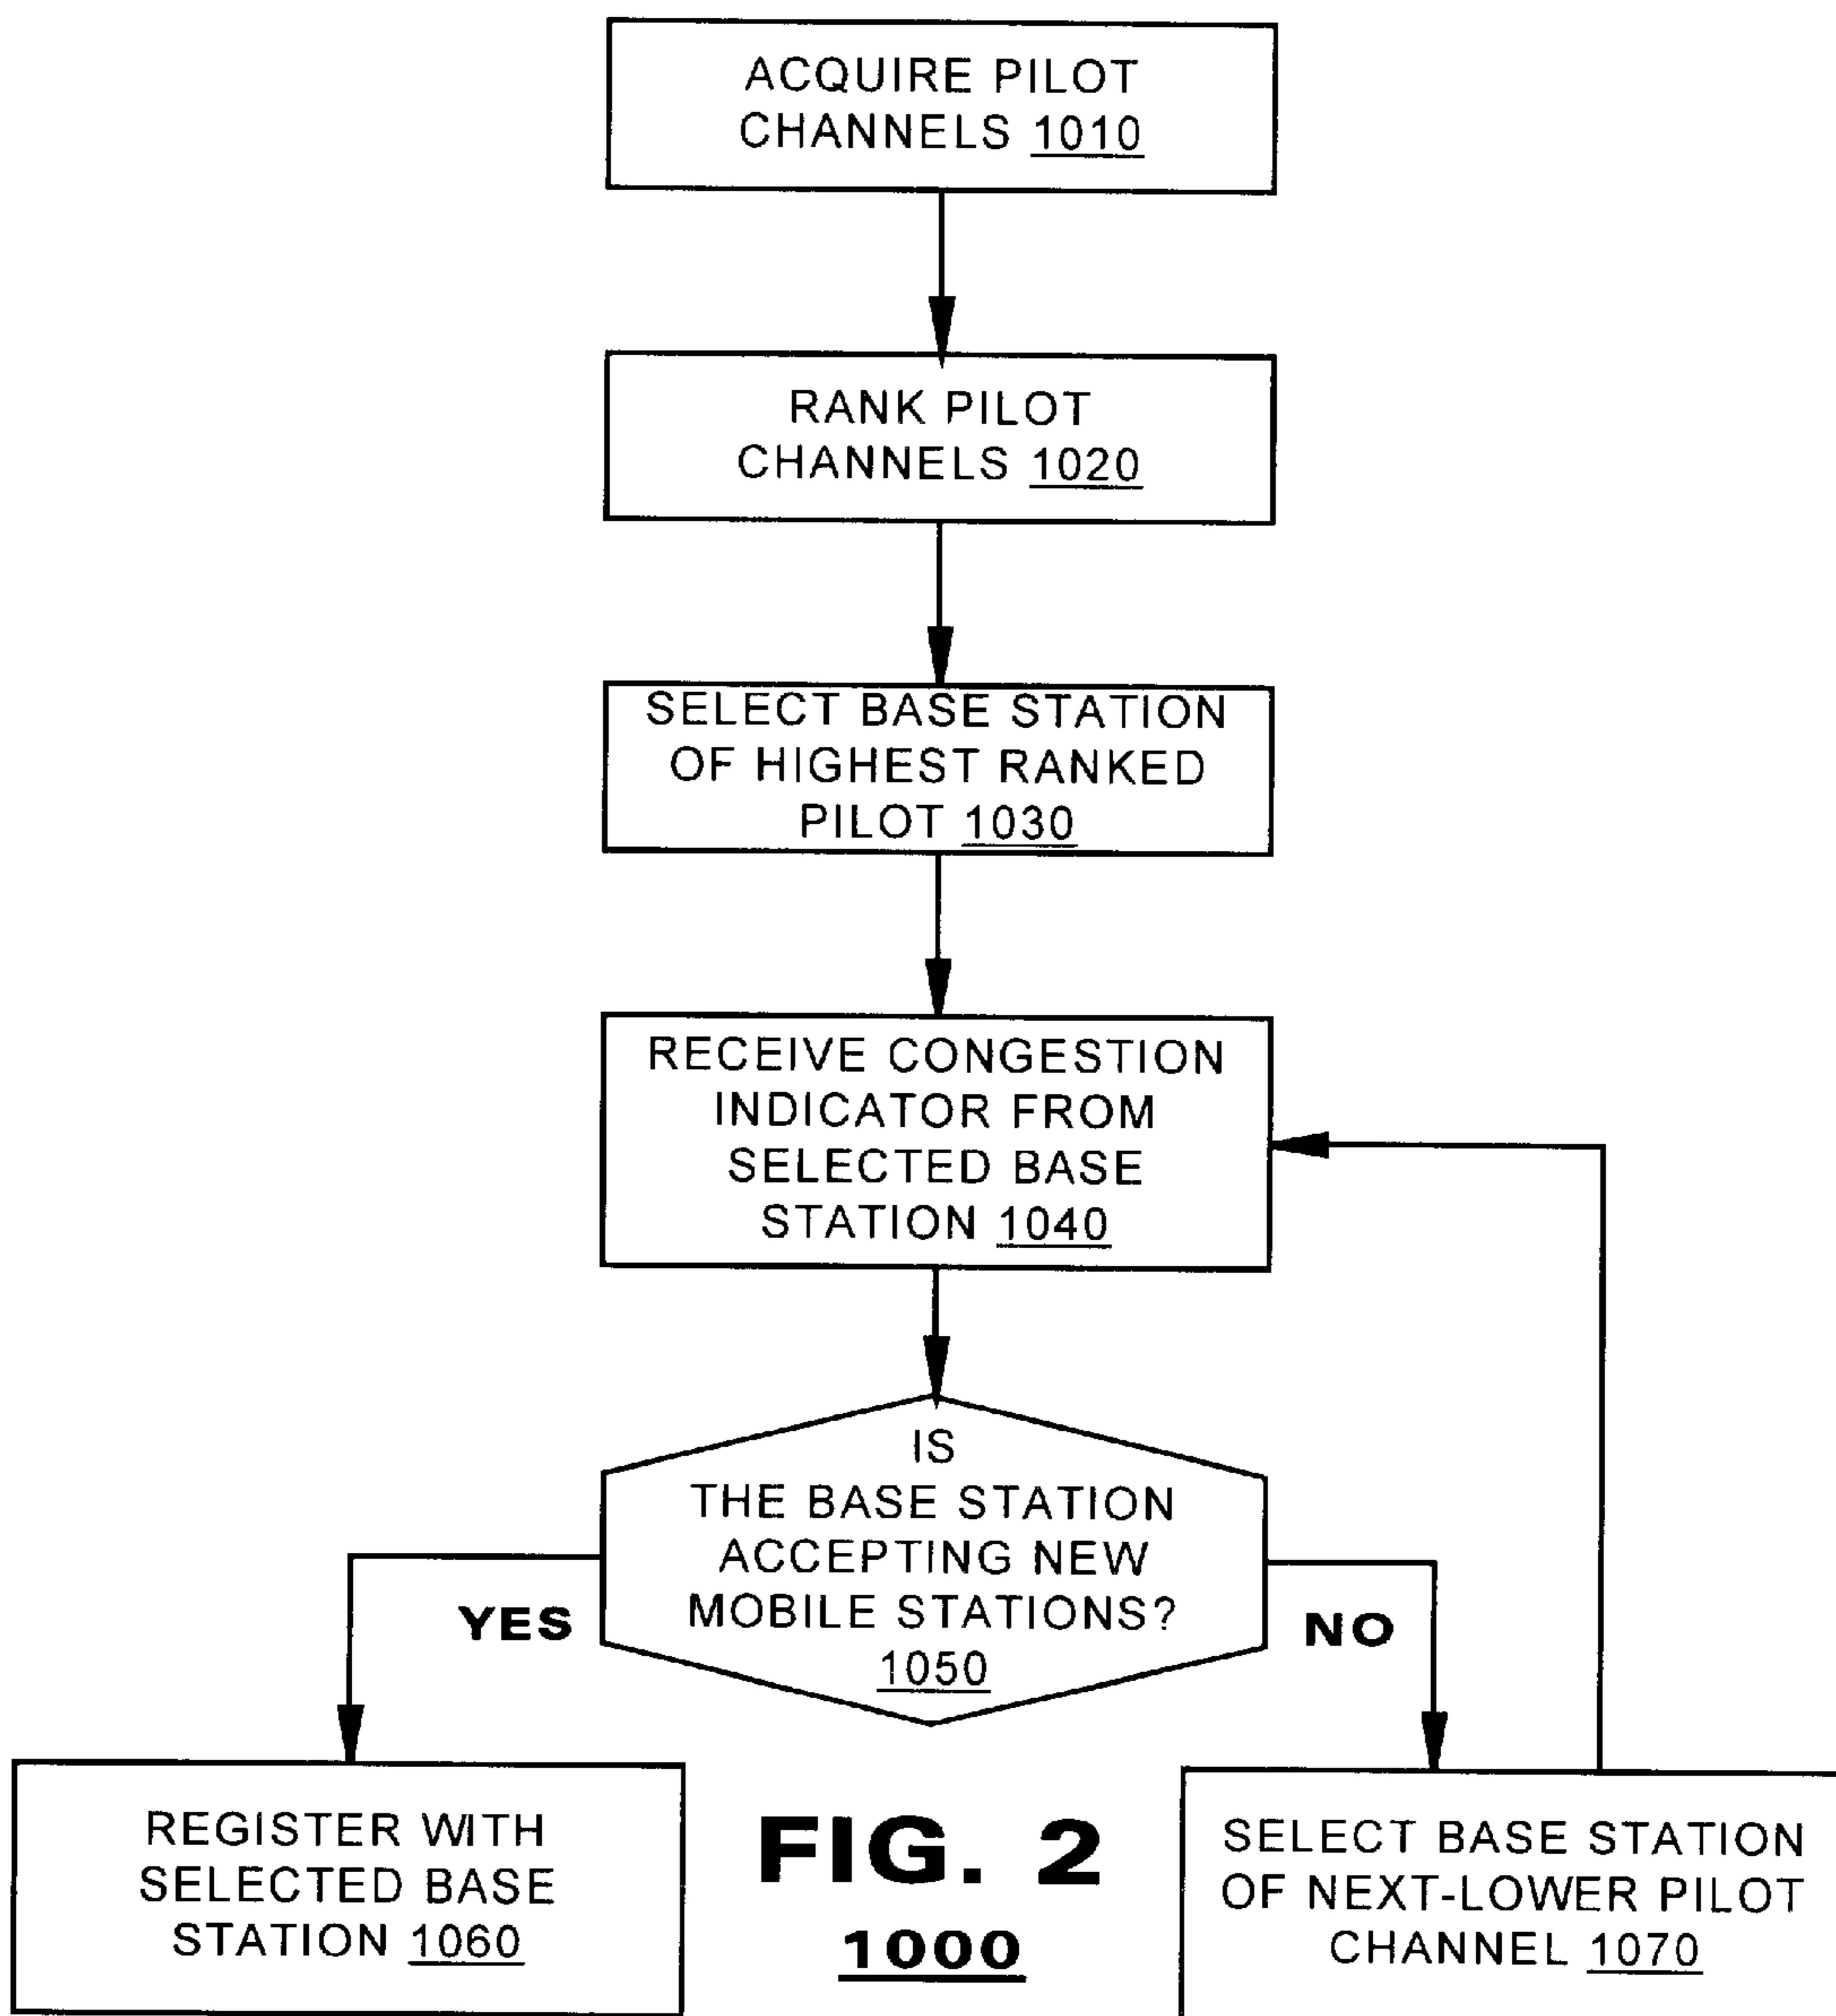 ACQUIRE PILOT
CHANNELS 1010
RANK PILOT
CHANNELS 1020
SELECT BASE STATION
OF HIGHEST RANKED
PILOT 1030
RECEIVE CONGESTION
INDICATOR FROM
SELECTED BASE
STATION 1040
IS
THE BASE STATION
ACCEPTING NEW
MOBILE STATIONS?
1050
YES
NO
REGISTER WITH
SELECTED BASE
STATION 1060
FIG. 2
1000
SELECT BASE STATION
OF NEXT-LOWER PILOT
CHANNEL 1070